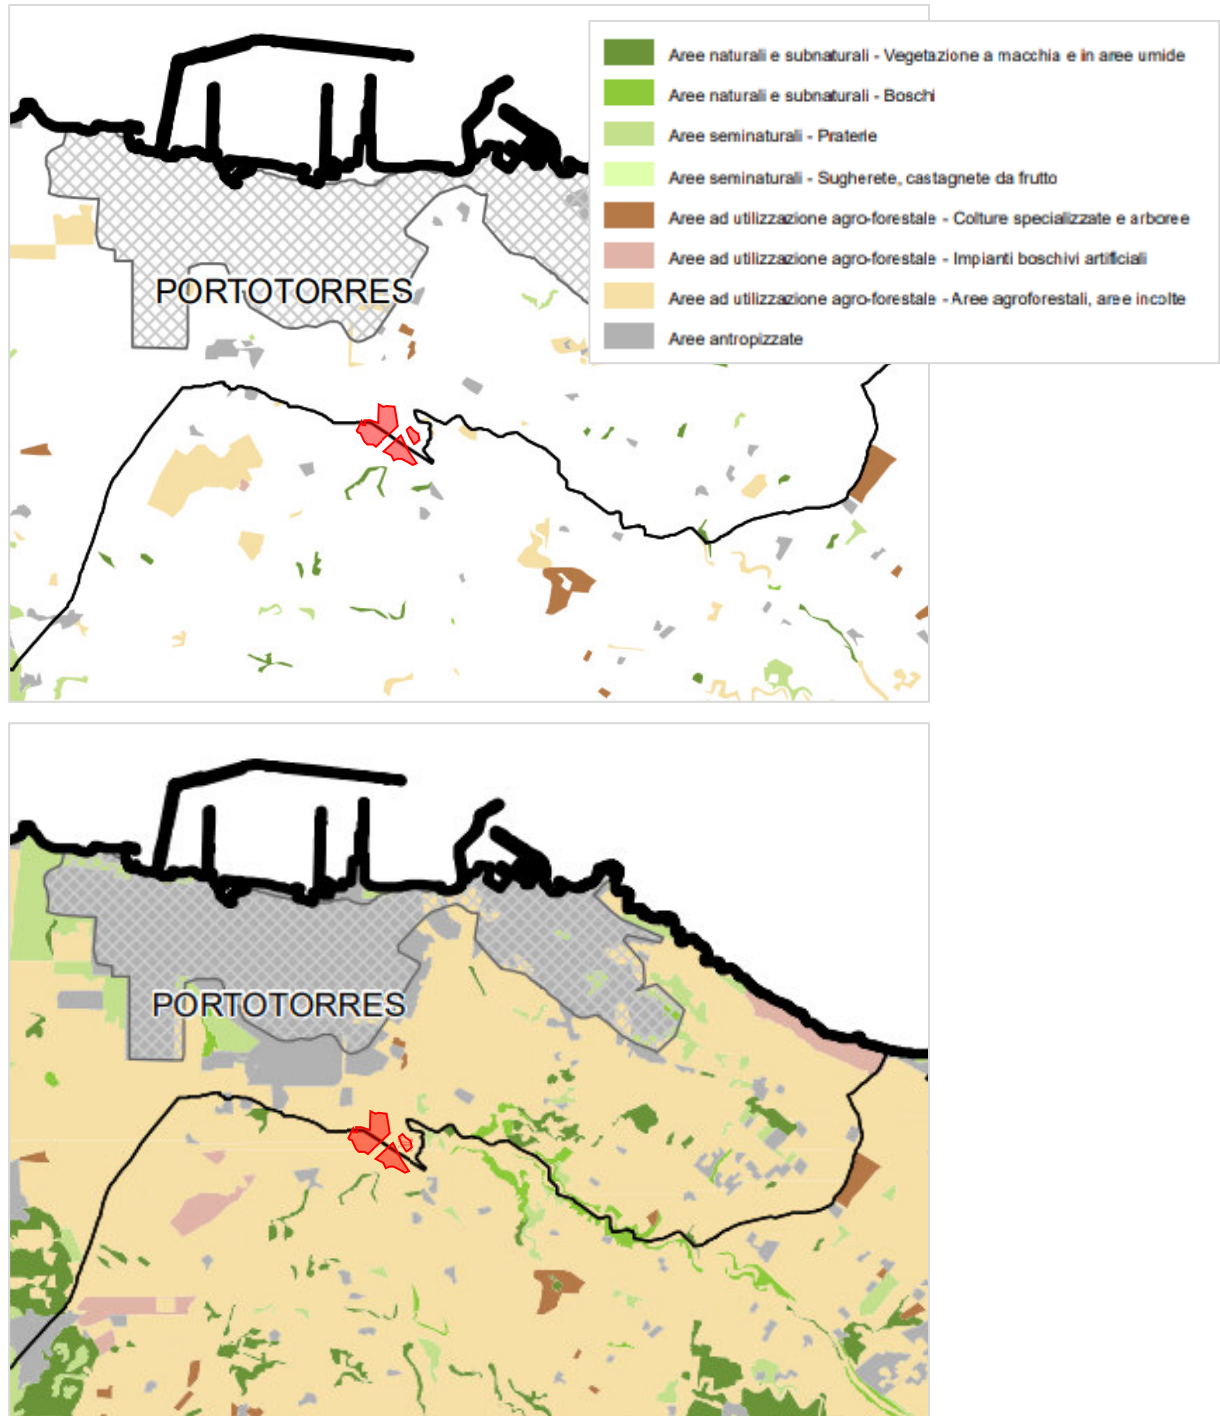 Aree naturali e subnaturali - Vegetazione a macchia e in aree umide
Aree naturali e subnaturali - Boschi
Aree seminaturali - Praterie
Aree seminaturali - Sugherete, castagnete da frutto
Aree ad utilizzazione agro-forestale - Colture specializzate e arboree
Aree ad utilizzazione agro-forestale - Impianti boschivi artificiali
Aree ad utilizzazione agro-forestale - Aree agroforestali, aree incolte
Aree antropizzate
PORTOTORRES
PORTOTORRES